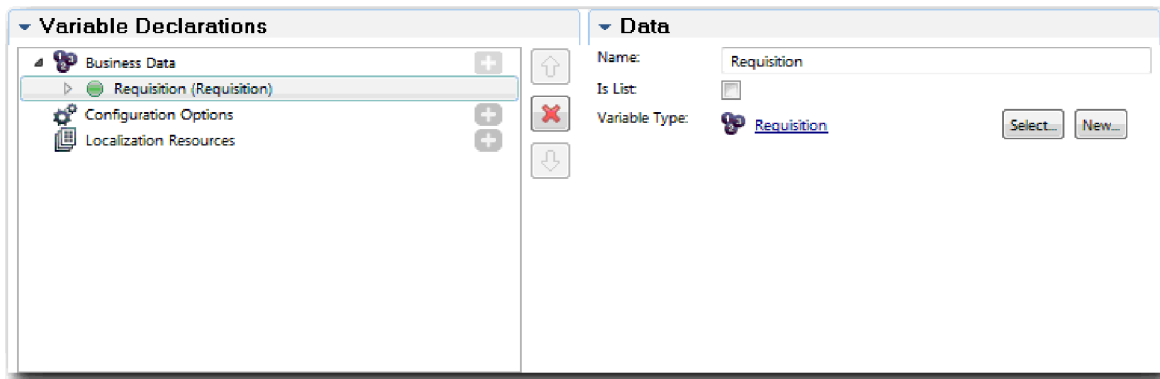 Variable Declarations
Business Data
Requisition (Requisition)
Configuration Options
Localization Resources
Data
Name: Requisition
Is List:
Variable Type: Requisition Select... New...